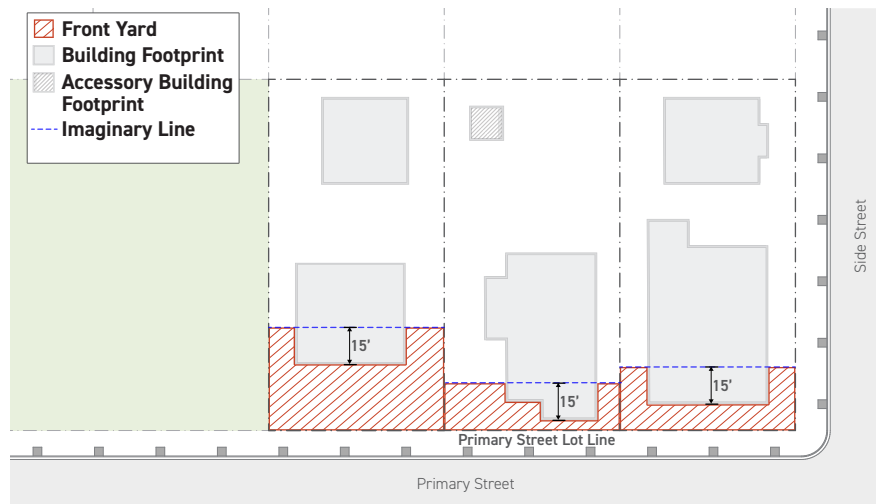 Front Yard
Building Footprint
Accessory Building
Footprint
Imaginary Line
15’
15’
15’
Primary Street Lot Line
Primary Street
Side Street